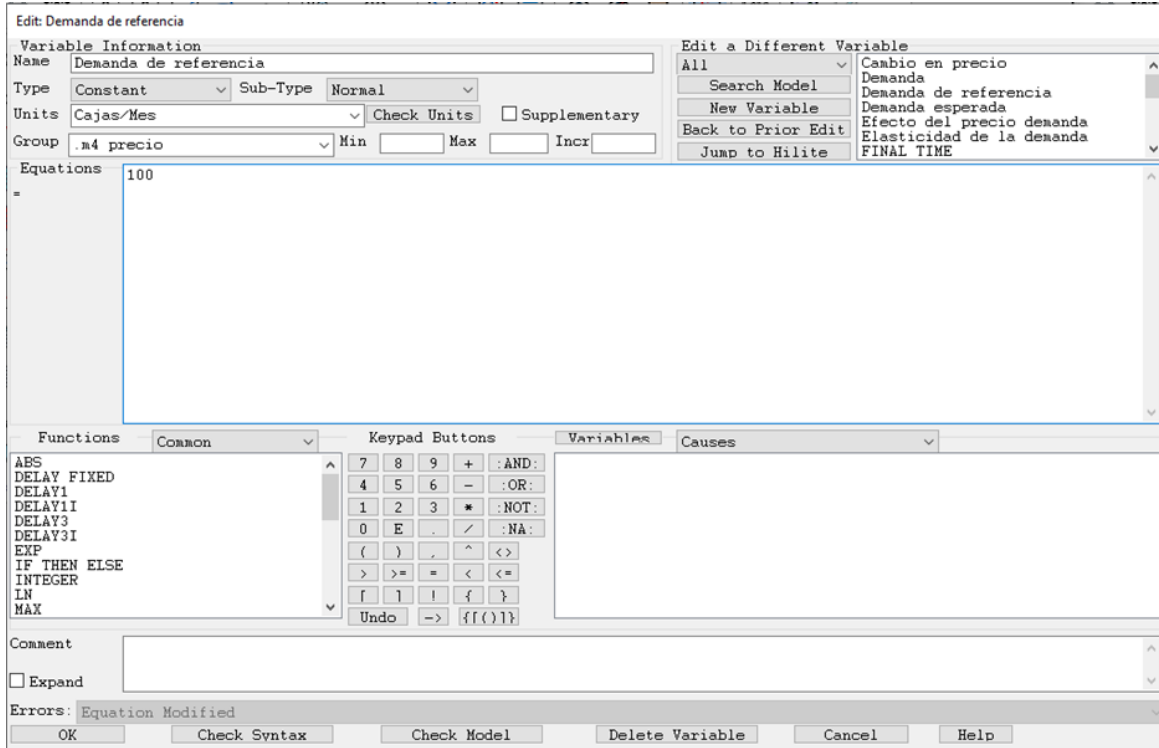 Edit: Demanda de referencia
Variable Information
Edit a Different Variable
Name Demanda de referencia
All
Cambio en precio
Demanda
Demanda de referencia
Demanda esperada
Efecto del precio demanda
Elasticidad de la demanda
FINAL TIME
Type Constant Sub-Type Normal
Search Model
Units Cajas/Mes Check Units Supplementary
New Variable
Back to Prior Edit
Group .m4 precio Min Max Incr
Jump to Hilite
Equations
=
100
Functions Common Keypad Buttons Variables Causes
ABS
DELAY FIXED
DELAY1
DELAY1I
DELAY3
DELAY3I
EXP
IF THEN ELSE
INTEGER
LN
MAX
7 8 9 + :AND:
4 5 6 - :OR:
1 2 3 * :NOT:
0 E . / :NA:
( ) , ^ <>
> >= = < <=
[ ] ! { }
Undo -> {[()]}
Comment
Expand
Errors: Equation Modified
OK Check Syntax Check Model Delete Variable Cancel Help